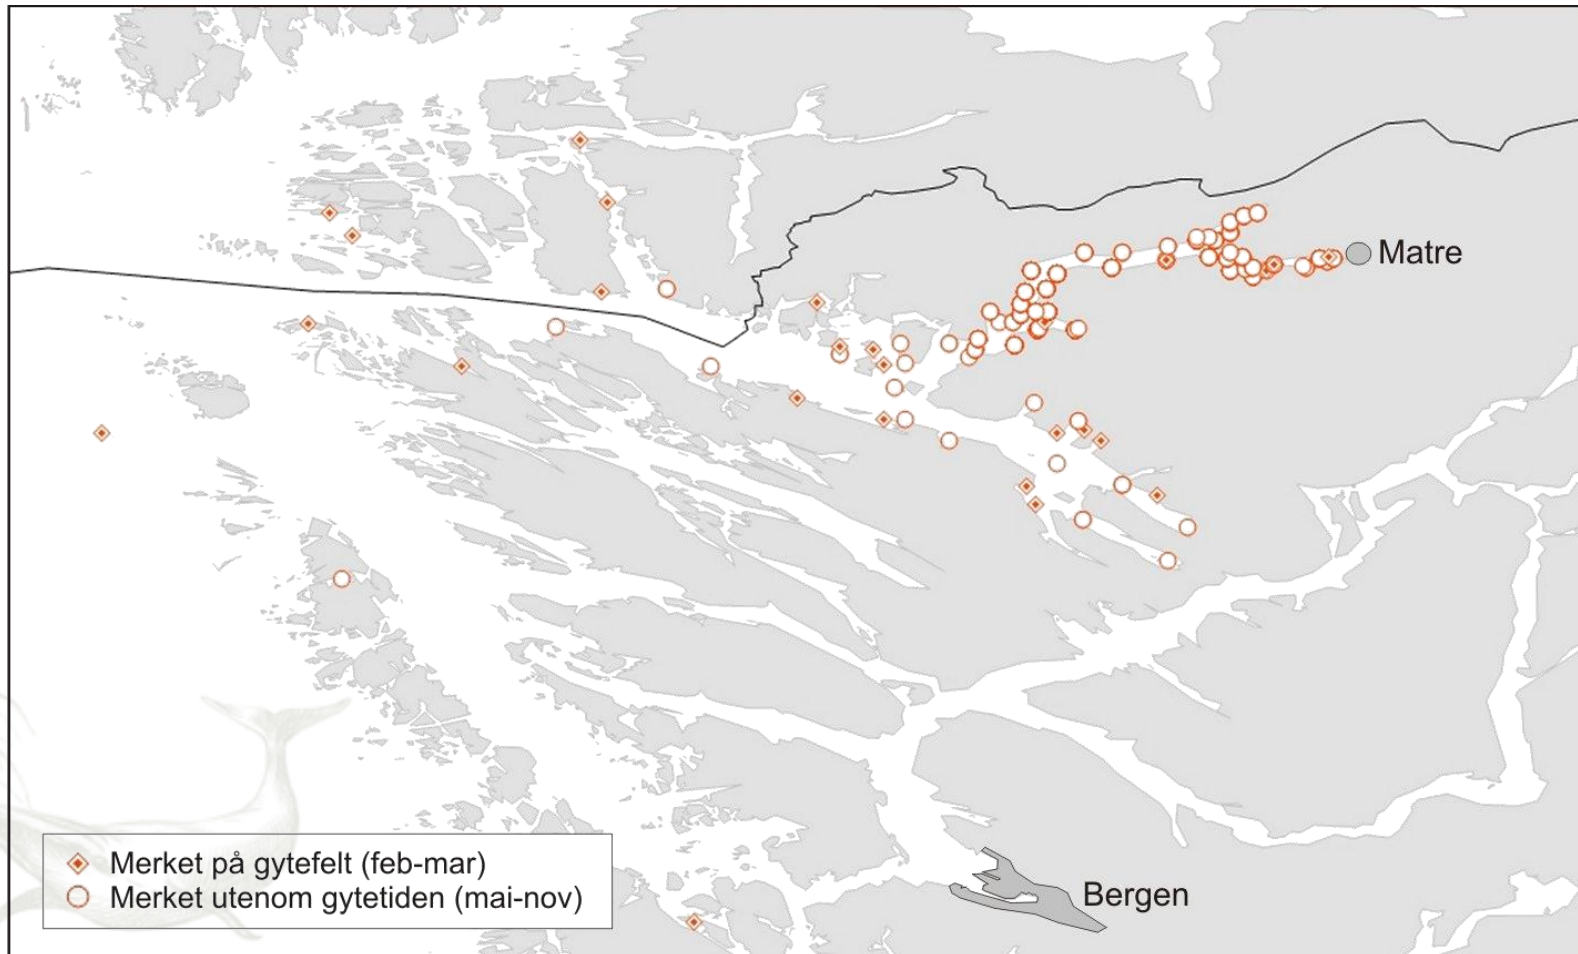 Matre
Merket på gytefelt (feb-mar)
Merket utenom gytetiden (mai-nov)
Bergen